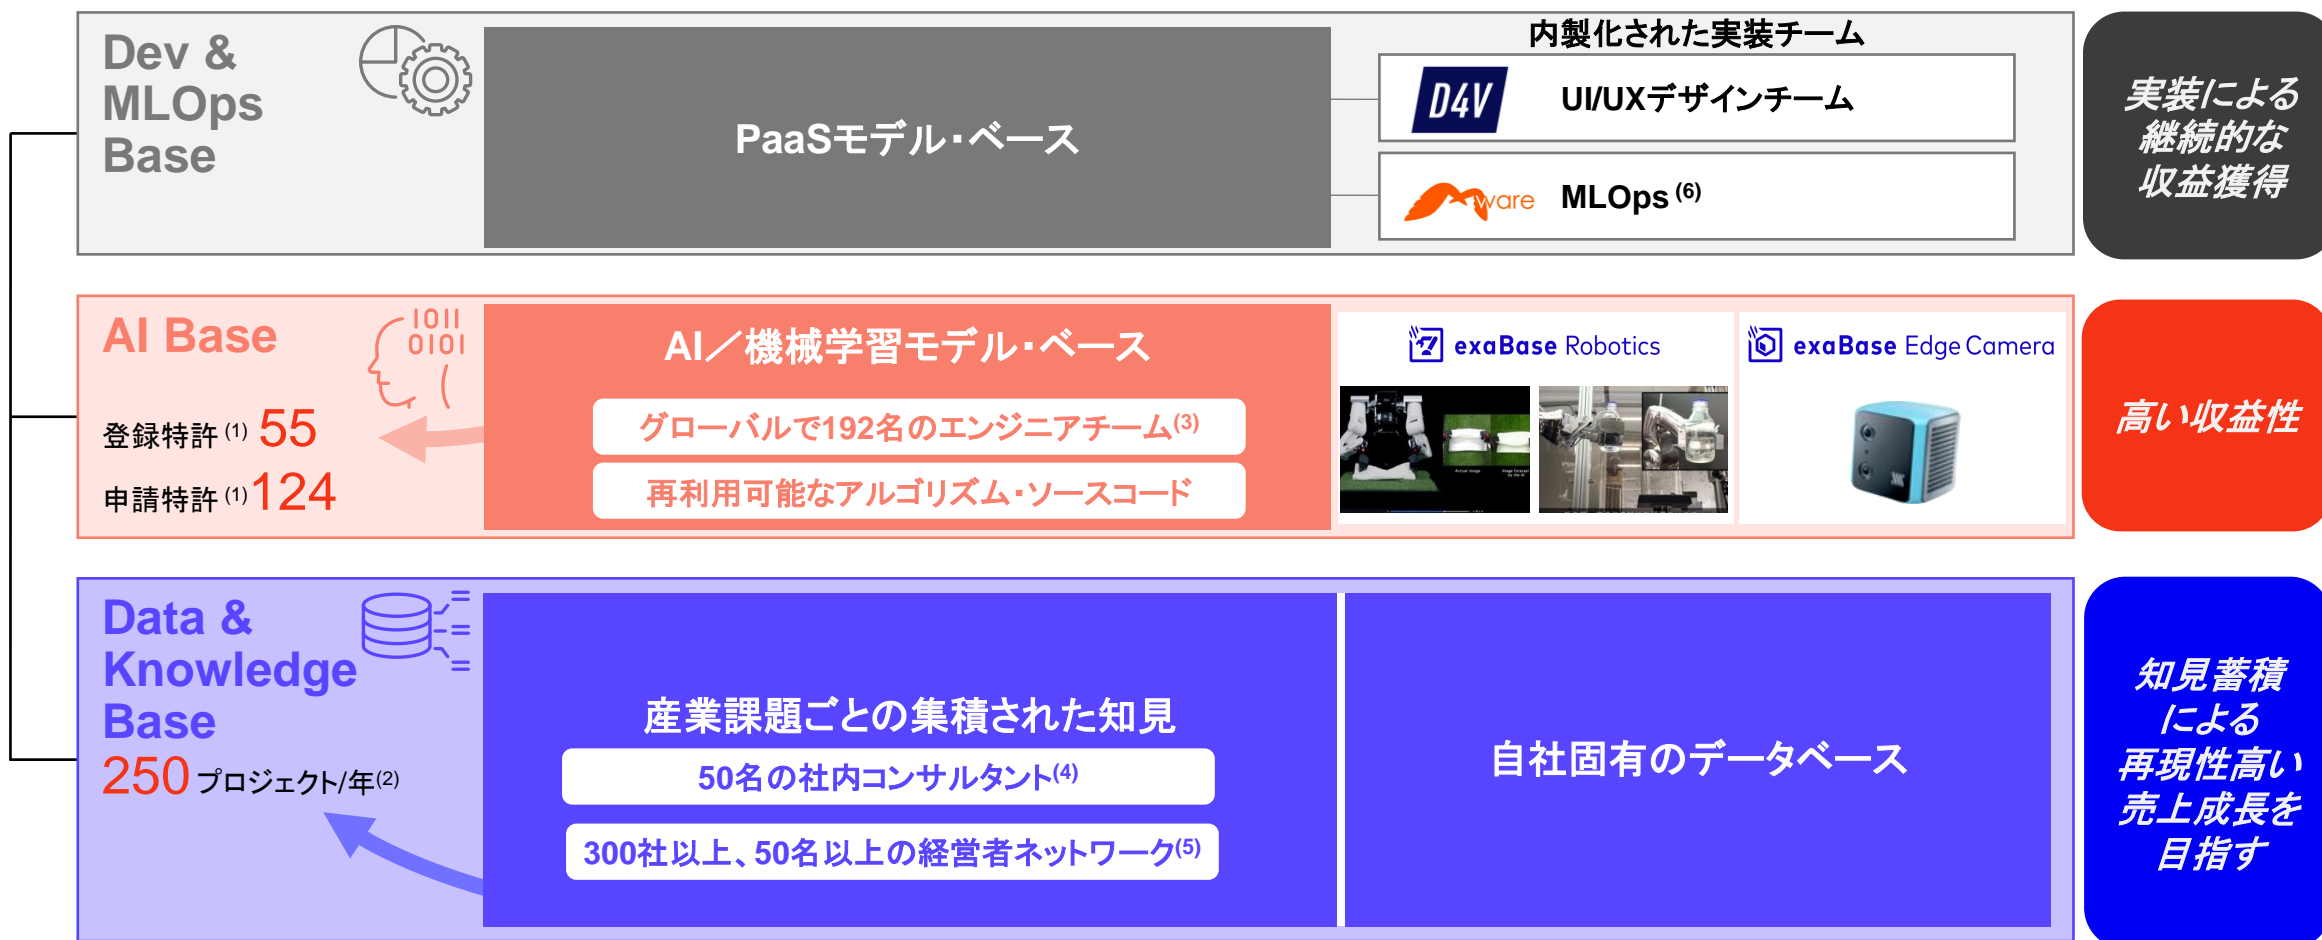 Dev &
MLOps
Base
PaaSモデル・ベース
内製化された実装チーム
D4V
UI/UXデザインチーム
ware
MLOps (6)
実装による
継続的な
収益獲得
AI Base
1011
0101
登録特許 (1) 55
申請特許 (1) 124
AI／機械学習モデル・ベース
グローバルで192名のエンジニアチーム(3)
再利用可能なアルゴリズム・ソースコード
exaBase Robotics
Actual Image
exaBase Edge Camera
高い収益性
Data &
Knowledge
Base
250 プロジェクト/年(2)
産業課題ごとの集積された知見
50名の社内コンサルタント(4)
300社以上、50名以上の経営者ネットワーク(5)
自社固有のデータベース
知見蓄積
による
再現性高い
売上成長を
目指す